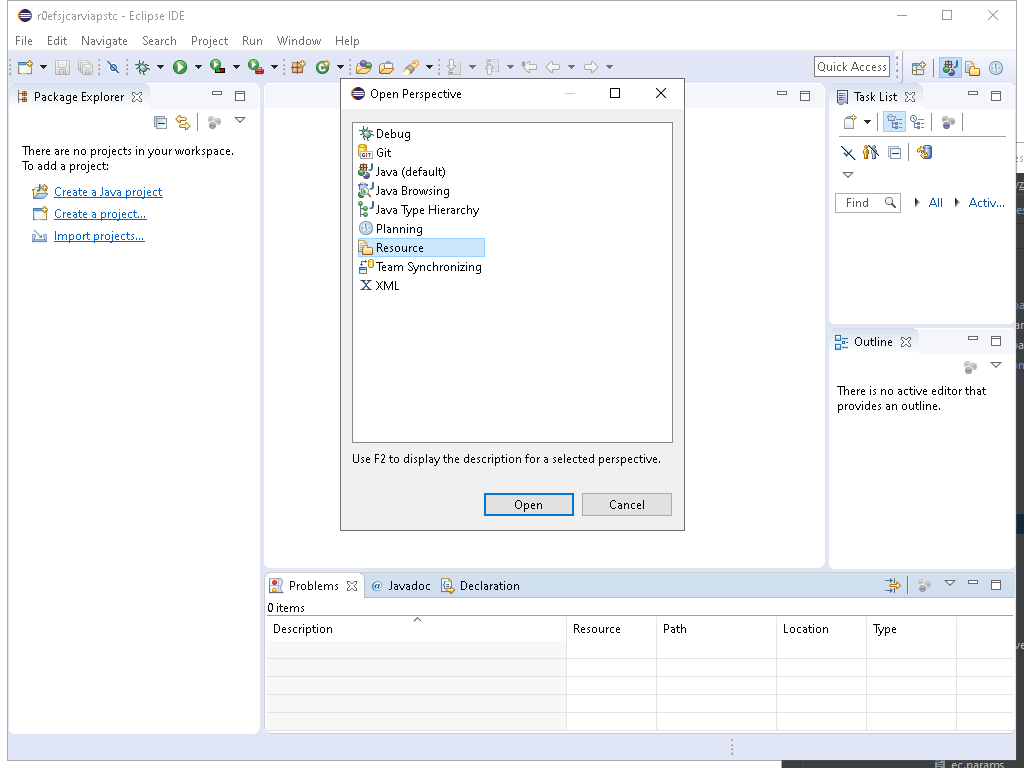 r0efsjcarviapstc - Eclipse IDE
File Edit Navigate Search Project Run Window Help
Quick Access
Package Explorer
There are no projects in your workspace.
To add a project:
Create a Java project
Create a project...
Import projects...
Open Perspective
Debug
GIT Git
Java (default)
Java Browsing
Java Type Hierarchy
Planning
Resource
Team Synchronizing
XML
Use F2 to display the description for a selected perspective.
Open Cancel
Task List
Find All Activ...
Outline
There is no active editor that
provides an outline.
Problems @ Javadoc Declaration
0 items
Description Resource Path Location Type
ec.params